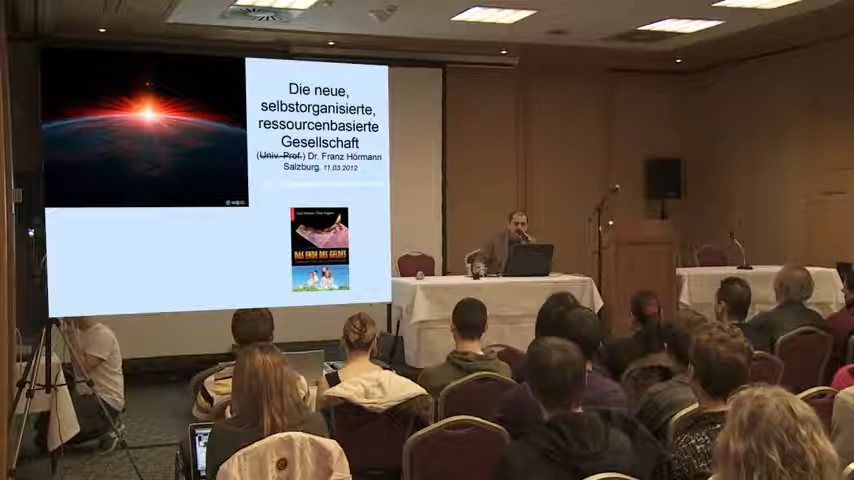 Die neue,
selbstorganisierte,
ressourcenbasierte
Gesellschaft
(Univ. Prof.) Dr. Franz Hörmann
Salzburg, 11.03.2012
DAS ENDE DES GELDES